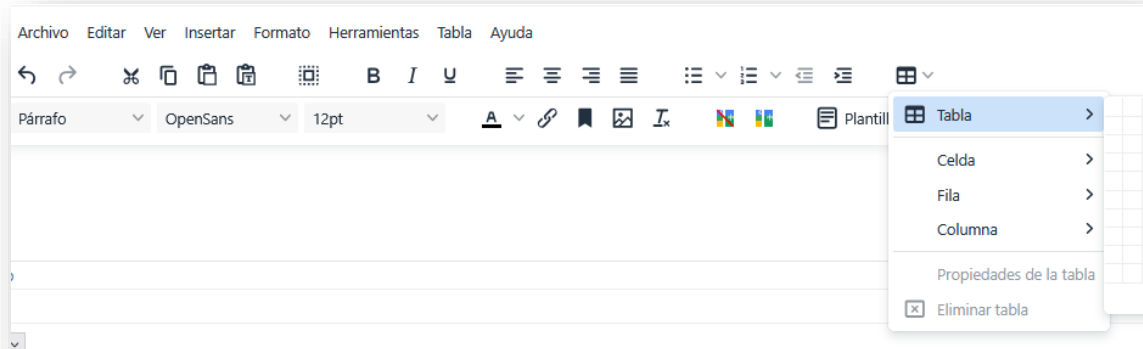 Archivo Editar Ver Insertar Formato Herramientas Tabla Ayuda
B I U
Párrafo OpenSans 12pt A Plantill
Tabla
Celda
Fila
Columna
Propiedades de la tabla
Eliminar tabla